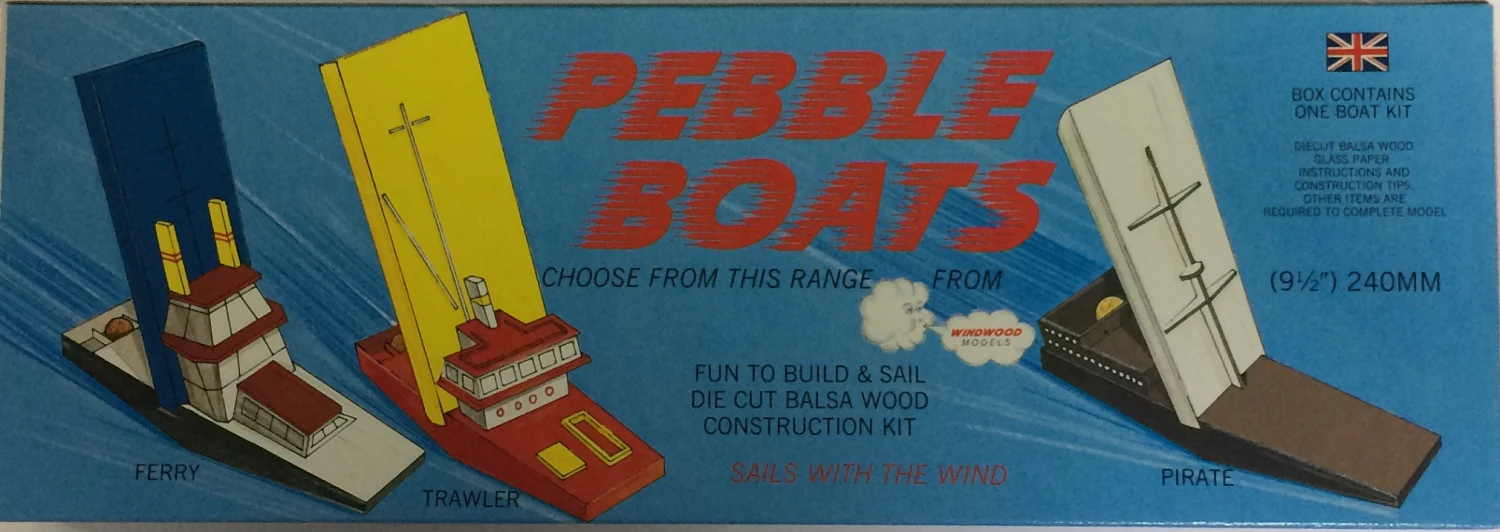 PEBBLE
BOATS
CHOOSE FROM THIS RANGE FROM
WINDWOOD
MODELS
FUN TO BUILD & SAIL
DIE CUT BALSA WOOD
CONSTRUCTION KIT
SAILS WITH THE WIND
FERRY
TRAWLER
PIRATE
BOX CONTAINS
ONE BOAT KIT
DIECUT BALSA WOOD
GLASS PAPER
INSTRUCTIONS AND
CONSTRUCTION TIPS.
OTHER ITEMS ARE
REQUIRED TO COMPLETE MODEL
(9½") 240MM